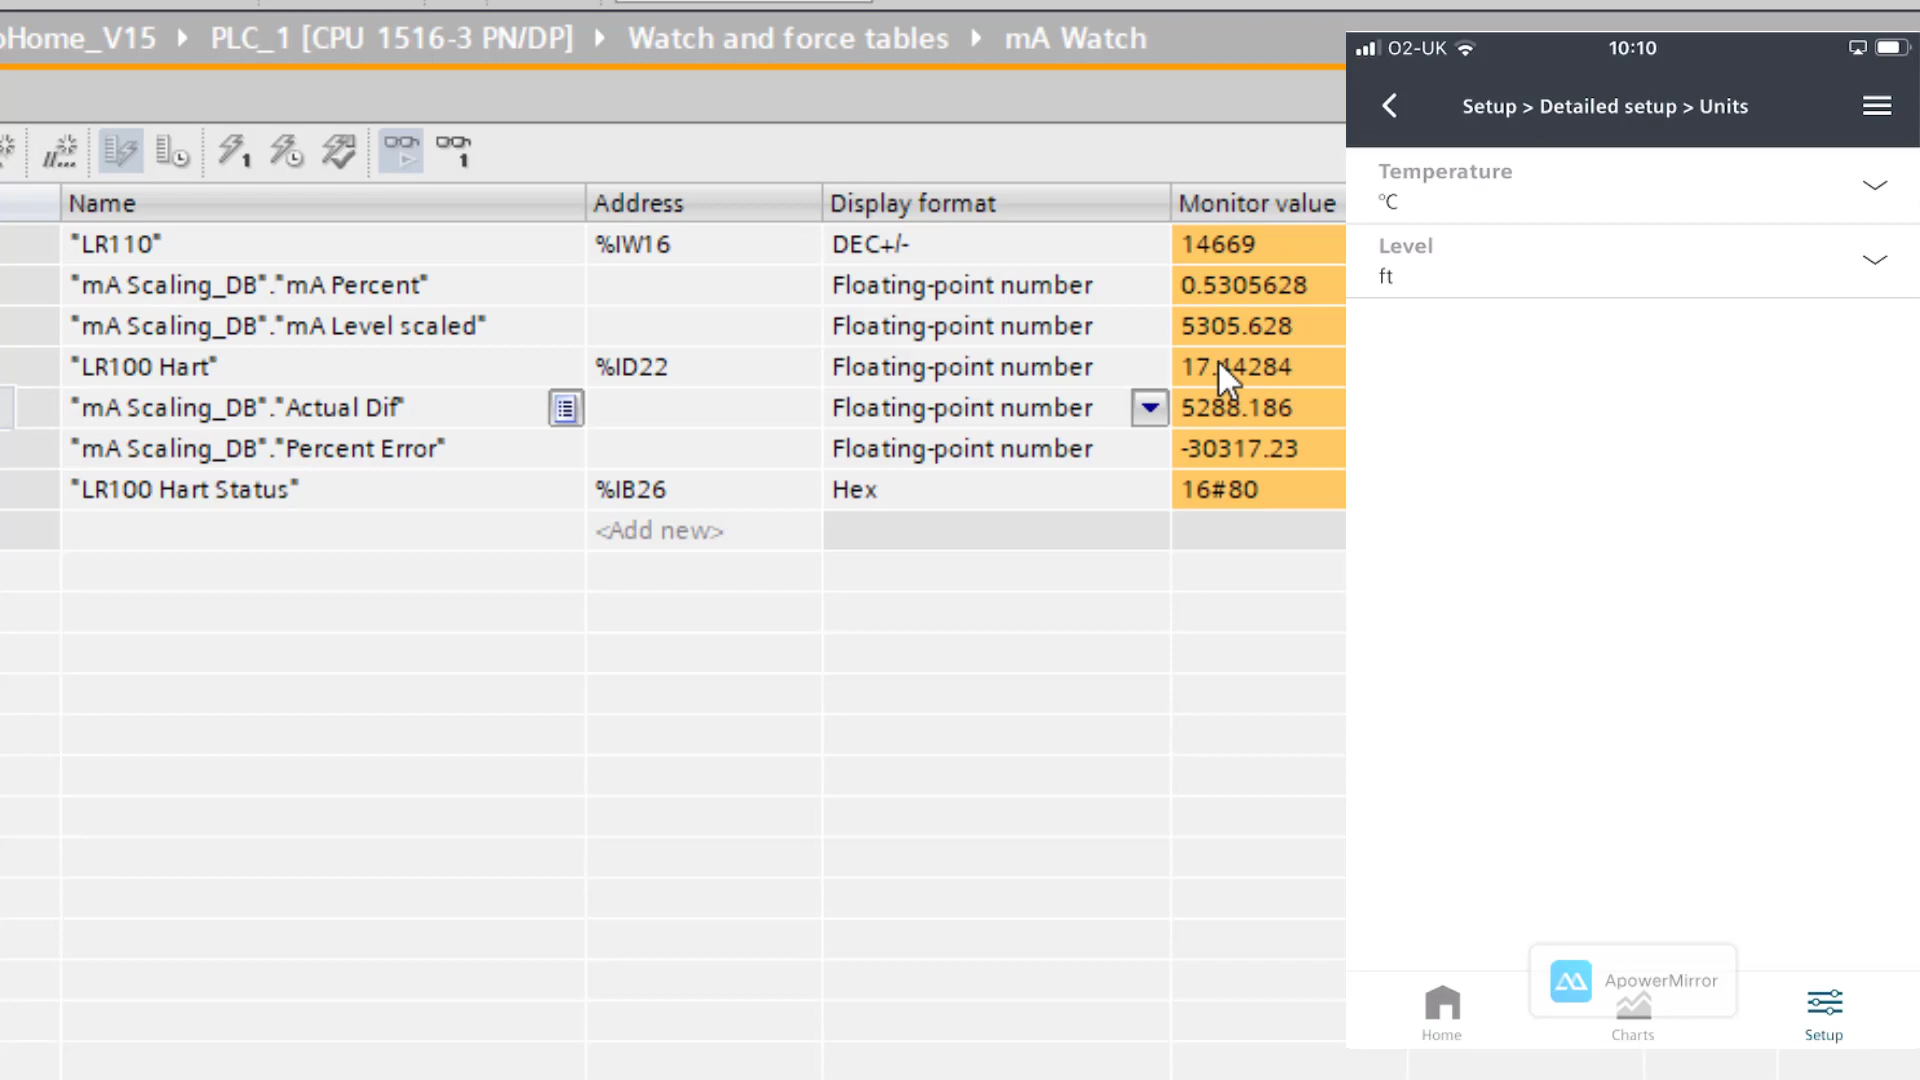 oHome_V15 ▸ PLC_1 [CPU 1516-3 PN/DP] ▸ Watch and force tables ▸ mA Watch
Name Address Display format Monitor value
"LR110" %IW16 DEC+/- 14669
"mA Scaling_DB"."mA Percent" Floating-point number 0.5305628
"mA Scaling_DB"."mA Level scaled" Floating-point number 5305.628
"LR100 Hart" %ID22 Floating-point number 17.44284
"mA Scaling_DB"."Actual Dif" Floating-point number 5288.186
"mA Scaling_DB"."Percent Error" Floating-point number -30317.23
"LR100 Hart Status" %IB26 Hex 16#80
<Add new>
O2-UK 10:10
Setup > Detailed setup > Units
Temperature
°C
Level
ft
ApowerMirror
Home Charts Setup